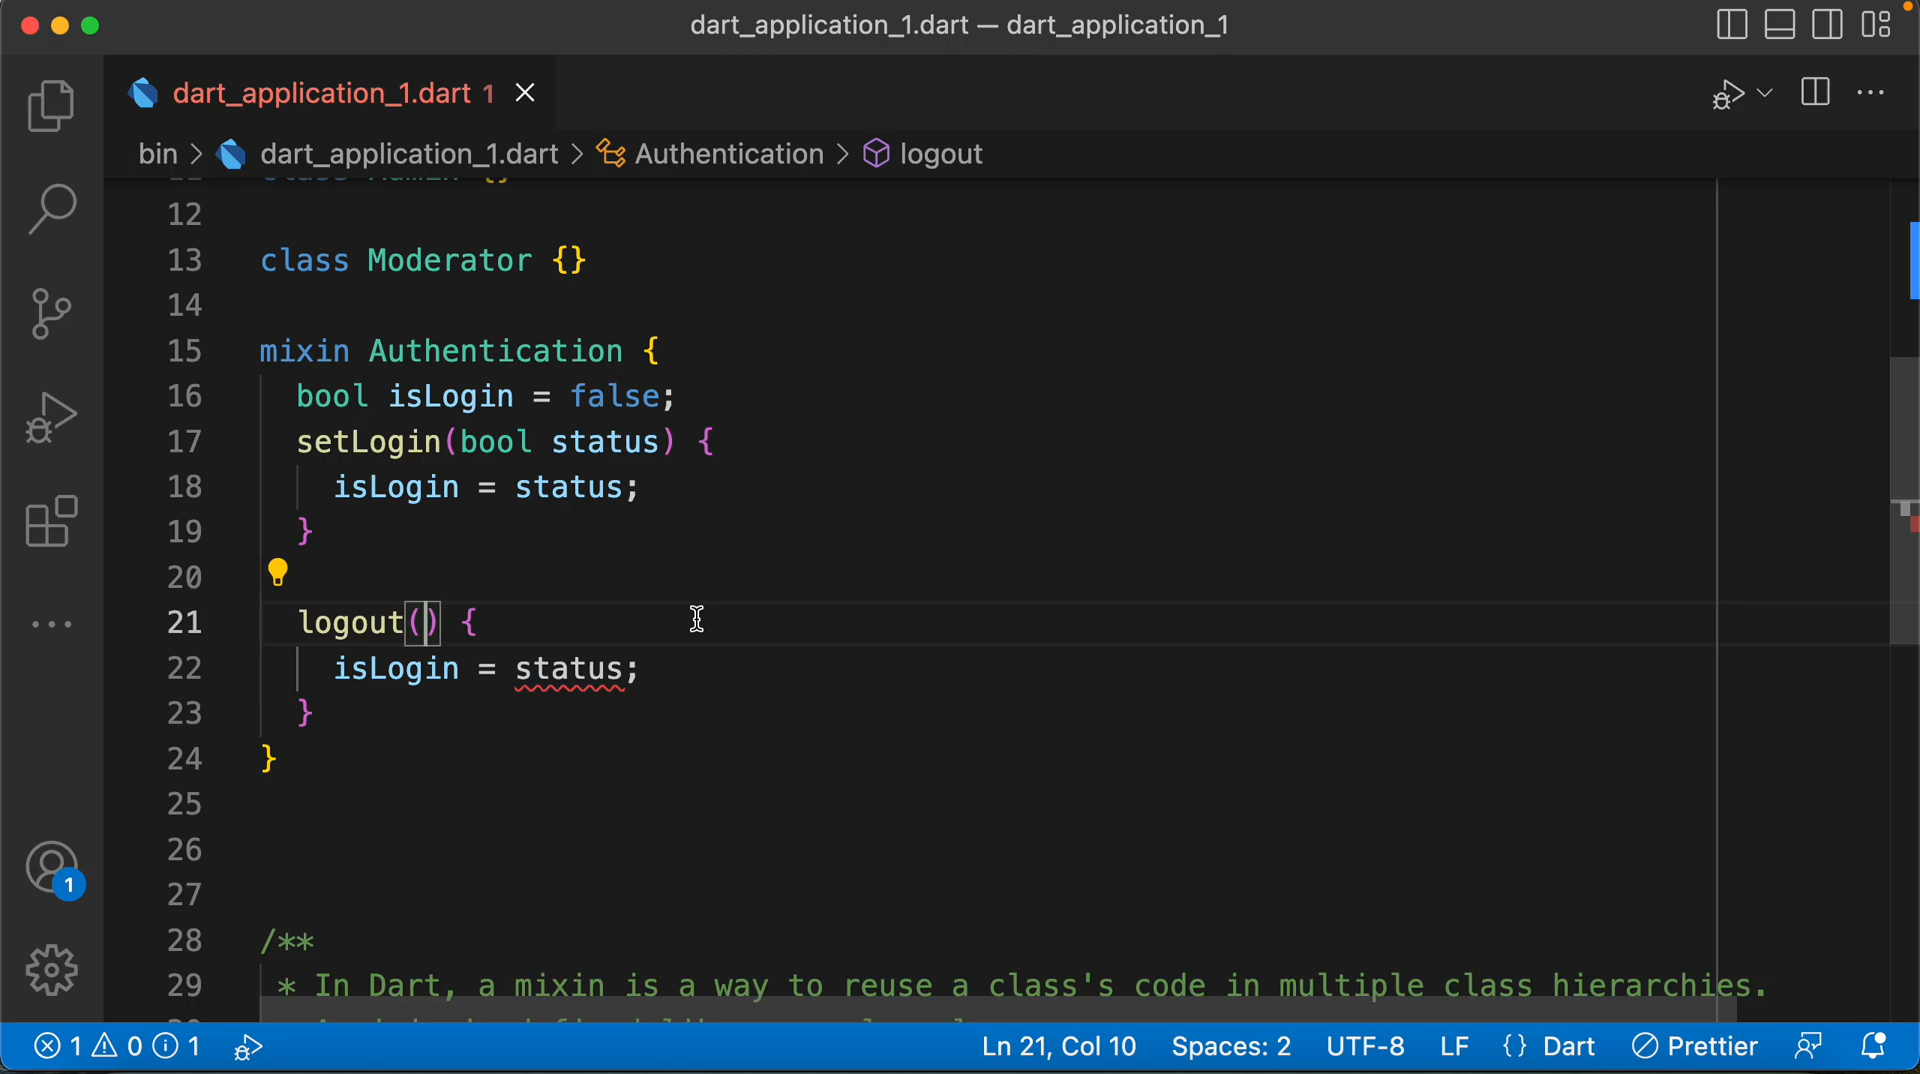 dart_application_1.dart — dart_application_1
dart_application_1.dart 1
bin > dart_application_1.dart > Authentication > logout
12
13 class Moderator {}
14
15 mixin Authentication {
16 bool isLogin = false;
17 setLogin(bool status) {
18 isLogin = status;
19 }
20
21 logout() {
22 isLogin = status;
23 }
24 }
25
26
27
28 /**
29 * In Dart, a mixin is a way to reuse a class's code in multiple class hierarchies.
1
1 0 1 Ln 21, Col 10 Spaces: 2 UTF-8 LF {} Dart Prettier